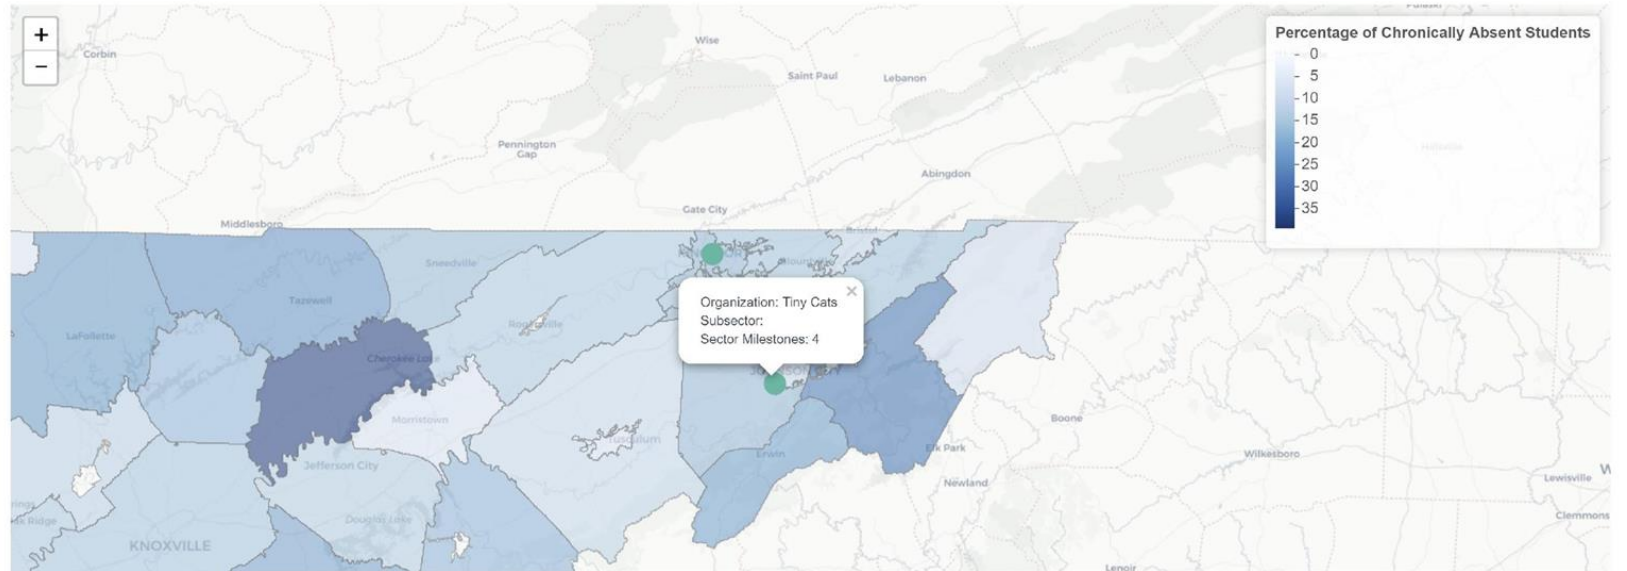 +
−
Percentage of Chronically Absent Students
0
5
10
15
20
25
30
35
Corbin
Wise
Saint Paul
Lebanon
Pennington
Gap
Abingdon
Gate City
Middlesboro
Sneedville
Tazewell
LaFollette
Cherokee Lake
Morristown
Jefferson City
Tusculum
Douglas Lake
KNOXVILLE
Organization: Tiny Cats
×
Subsector:
Sector Milestones: 4
Erwin
Elk Park
Newland
Boone
Wilkesboro
Lewisville
Clemmons
Lenoir